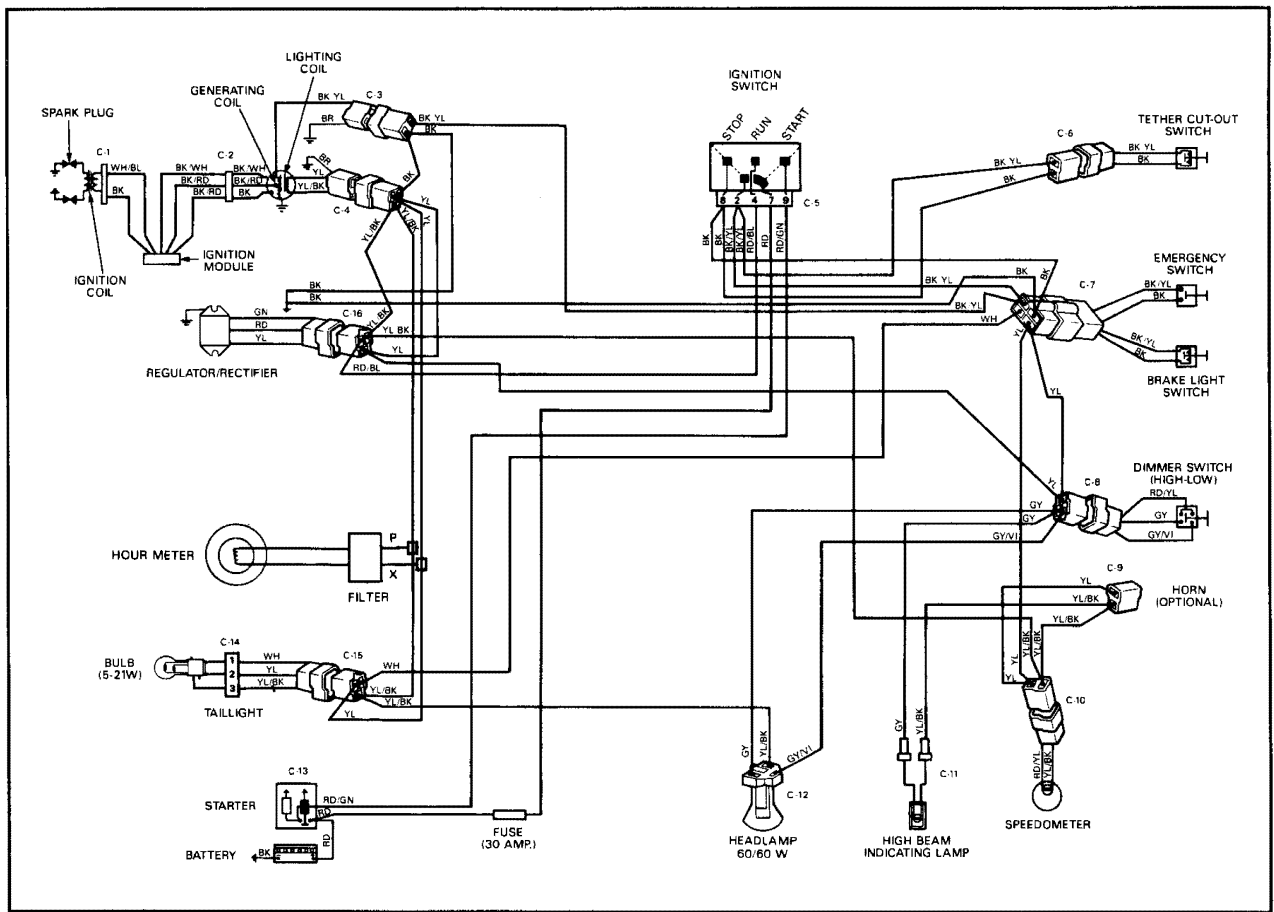 LIGHTING
COIL
GENERATING
COIL
SPARK PLUG
C-1
WH/BL
BK
BK/WH
BK/RD
BK/RD
C-2
BK/WH
BK/RD
BK
IGNITION
MODULE
IGNITION
COIL
BK YL
C-3
BR
BK YL
BK
BR
YL
YL/BK
C-4
BK
YL
YL/BK
YL
YL/BK
IGNITION
SWITCH
STOP
RUN
START
8 2 4 7 9
C-5
BK
BK
BK/YL
BK/YL
RD/BL
RD
RD/GN
C-6
BK YL
BK
BK YL
BK
TETHER CUT-OUT
SWITCH
EMERGENCY
SWITCH
C-7
BK
BK
BK YL
BK YL
WH
YL
BK/YL
BK
BK/YL
BK
BRAKE LIGHT
SWITCH
BK
BK
GN
RD
YL
C-16
YL BK
YL BK
YL
RD/BL
REGULATOR/RECTIFIER
YL
DIMMER SWITCH
(HIGH-LOW)
C-8
YL
RD/YL
GY
GY/VI
GY
GY
GY/VI
HOUR METER
P
X
FILTER
C-9
YL
YL/BK
YL/BK
HORN
(OPTIONAL)
YL
YL
YL/BK
YL/BK
C-10
RD/YL
YL/BK
SPEEDOMETER
C-14
BULB
(5-21W)
1
2
3
WH
YL
YL/BK
TAILLIGHT
C-15
WH
YL/BK
YL/BK
YL
C-13
STARTER
RD/GN
RD
RD
BATTERY
BK
FUSE
(30 AMP.)
GY
YL/BK
GY/VI
C-12
HEADLAMP
60/60 W
GY
YL/BK
C-11
HIGH BEAM
INDICATING LAMP